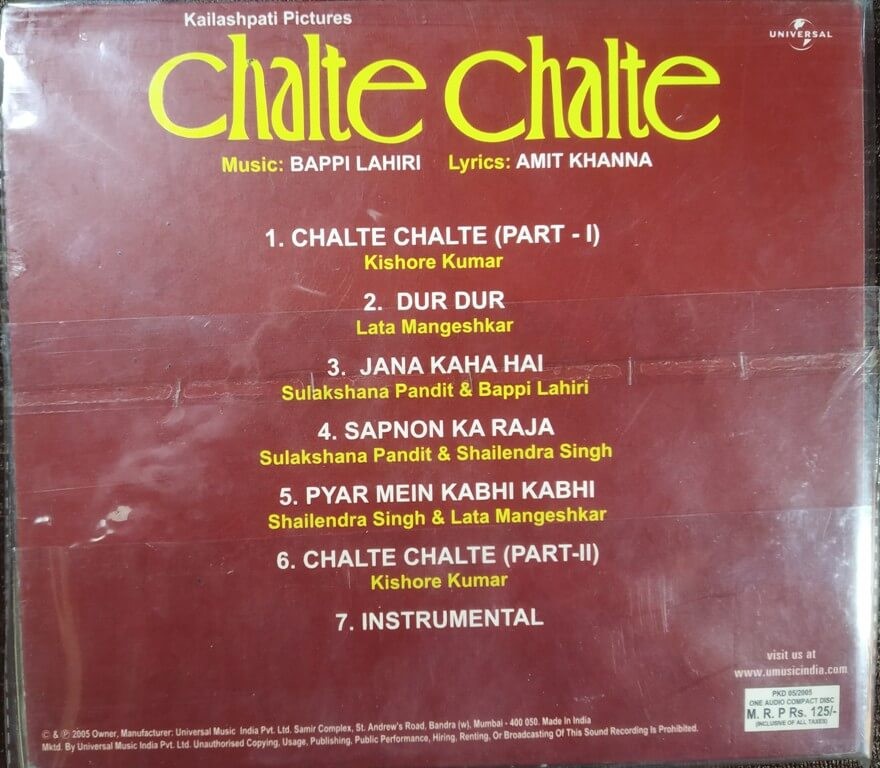 Kailashpati Pictures
UNIVERSAL
Chalte Chalte
Music: BAPPI LAHIRI Lyrics: AMIT KHANNA
1. CHALTE CHALTE (PART - I)
Kishore Kumar
2. DUR DUR
Lata Mangeshkar
3. JANA KAHA HAI
Sulakshana Pandit & Bappi Lahiri
4. SAPNON KA RAJA
Sulakshana Pandit & Shailendra Singh
5. PYAR MEIN KABHI KABHI
Shailendra Singh & Lata Mangeshkar
6. CHALTE CHALTE (PART-II)
Kishore Kumar
7. INSTRUMENTAL
visit us at
www.umusicindia.com
PKD 05/2005
ONE AUDIO COMPACT DISC
M. R. P Rs. 125/-
(INCLUSIVE OF ALL TAXES)
© & ℗ 2005 Owner, Manufacturer: Universal Music India Pvt. Ltd. Samir Complex, St. Andrew's Road, Bandra (w), Mumbai - 400 050. Made In India
Mktd. By Universal Music India Pvt. Ltd. Unauthorised Copying, Usage, Publishing, Public Performance, Hiring, Renting, Or Broadcasting Of This Sound Recording Is Prohibited.